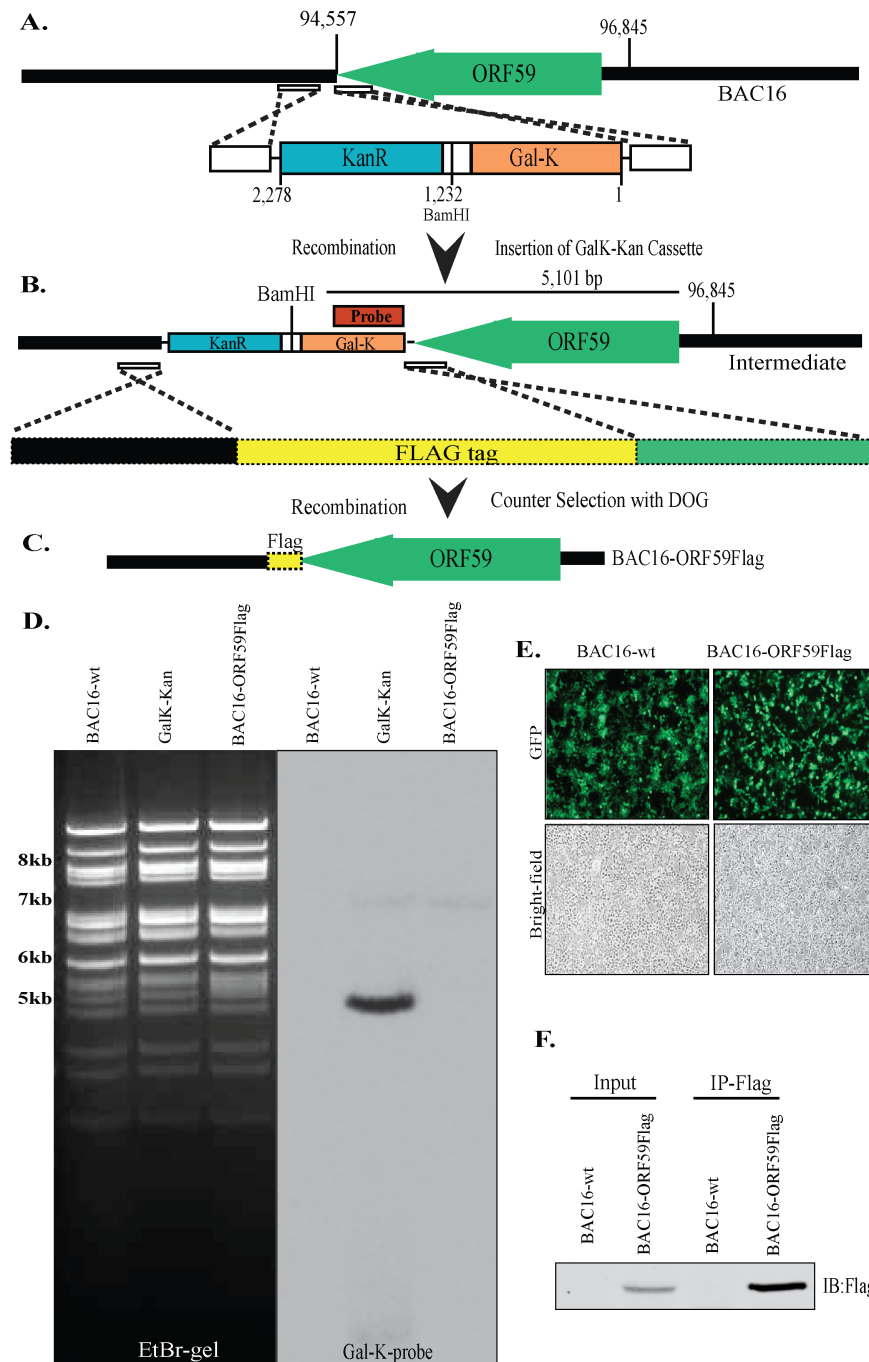 A.
94,557
96,845
ORF59
BAC16
KanR
Gal-K
2,278
1,232
1
BamHI
Recombination
Insertion of GalK-Kan Cassette
B.
5,101 bp
BamHI
96,845
Probe
KanR
Gal-K
ORF59
Intermediate
FLAG tag
Recombination
Counter Selection with DOG
C.
Flag
ORF59
BAC16-ORF59Flag
D.
BAC16-wt
GalK-Kan
BAC16-ORF59Flag
BAC16-wt
GalK-Kan
BAC16-ORF59Flag
8kb
7kb
6kb
5kb
EtBr-gel
Gal-K-probe
E.
BAC16-wt
BAC16-ORF59Flag
GFP
Bright-field
F.
Input
IP-Flag
BAC16-wt
BAC16-ORF59Flag
BAC16-wt
BAC16-ORF59Flag
IB:Flag